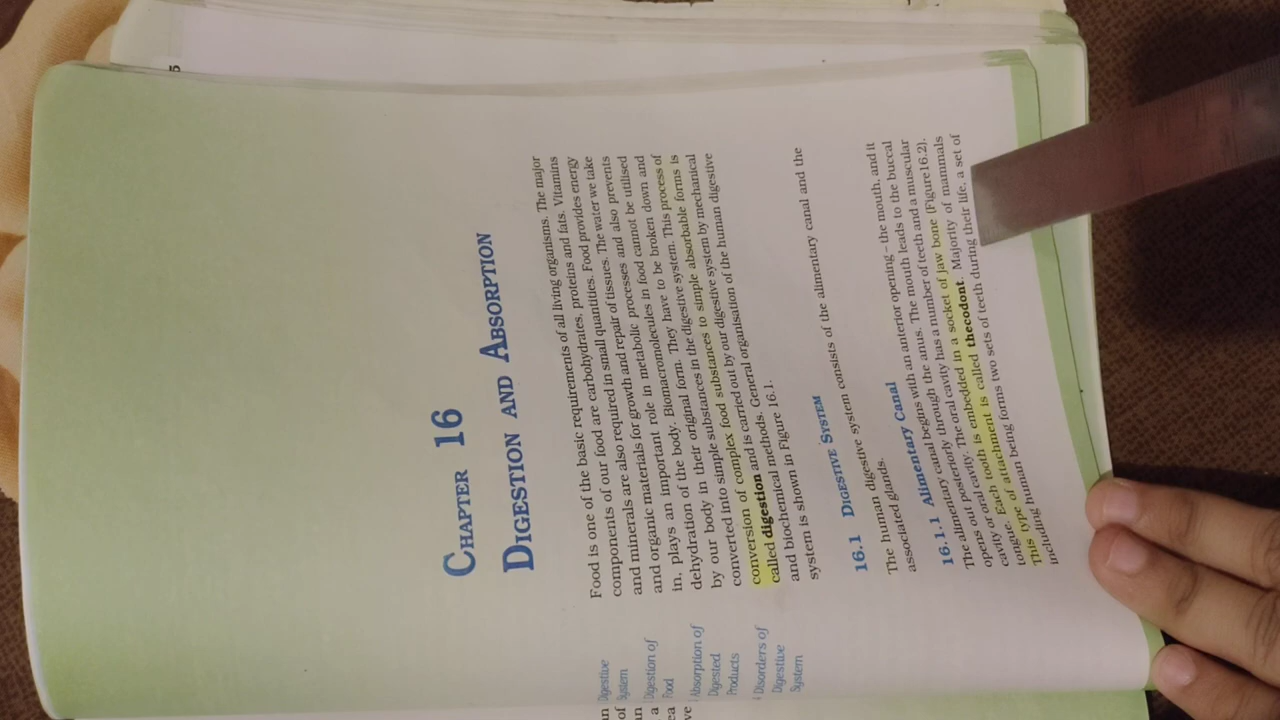 5
CHAPTER 16
DIGESTION AND ABSORPTION
Digestive
System
Digestion of
Food
Absorption of
Digested
Products
Disorders of
Digestive
System
an
of
an
a
ea
ve
Food is one of the basic requirements of all living organisms. The major
components of our food are carbohydrates, proteins and fats. Vitamins
and minerals are also required in small quantities. Food provides energy
and organic materials for growth and repair of tissues. The water we take
in, plays an important role in metabolic processes and also prevents
dehydration of the body. Biomacromolecules in food cannot be utilised
by our body in their original form. They have to be broken down and
converted into simple substances in the digestive system. This process of
conversion of complex food substances to simple absorbable forms is
called digestion and is carried out by our digestive system by mechanical
and biochemical methods. General organisation of the human digestive
system is shown in Figure 16.1.
16.1 DIGESTIVE SYSTEM
The human digestive system consists of the alimentary canal and the
associated glands.
16.1.1 Alimentary Canal
The alimentary canal begins with an anterior opening – the mouth, and it
opens out posteriorly through the anus. The mouth leads to the buccal
cavity or oral cavity. The oral cavity has a number of teeth and a muscular
tongue. Each tooth is embedded in a socket of jaw bone (Figure 16.2).
This type of attachment is called thecodont. Majority of mammals
including human being forms two sets of teeth during their life, a set of